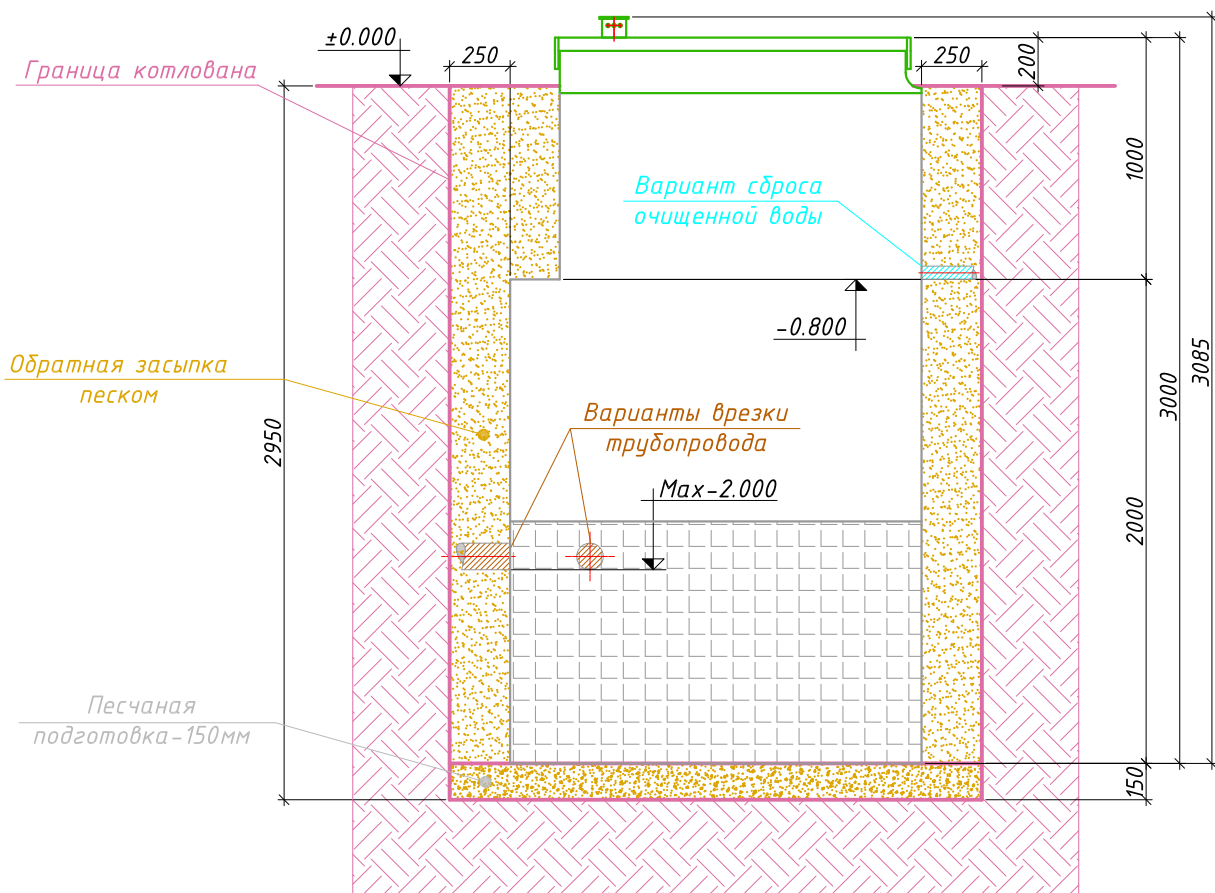 ±0.000
Граница котлована
250
250
200
1000
Вариант сброса
очищенной воды
-0.800
3085
3000
Обратная засыпка
песком
Варианты врезки
трубопровода
2950
Max-2.000
2000
Песчаная
подготовка-150мм
150